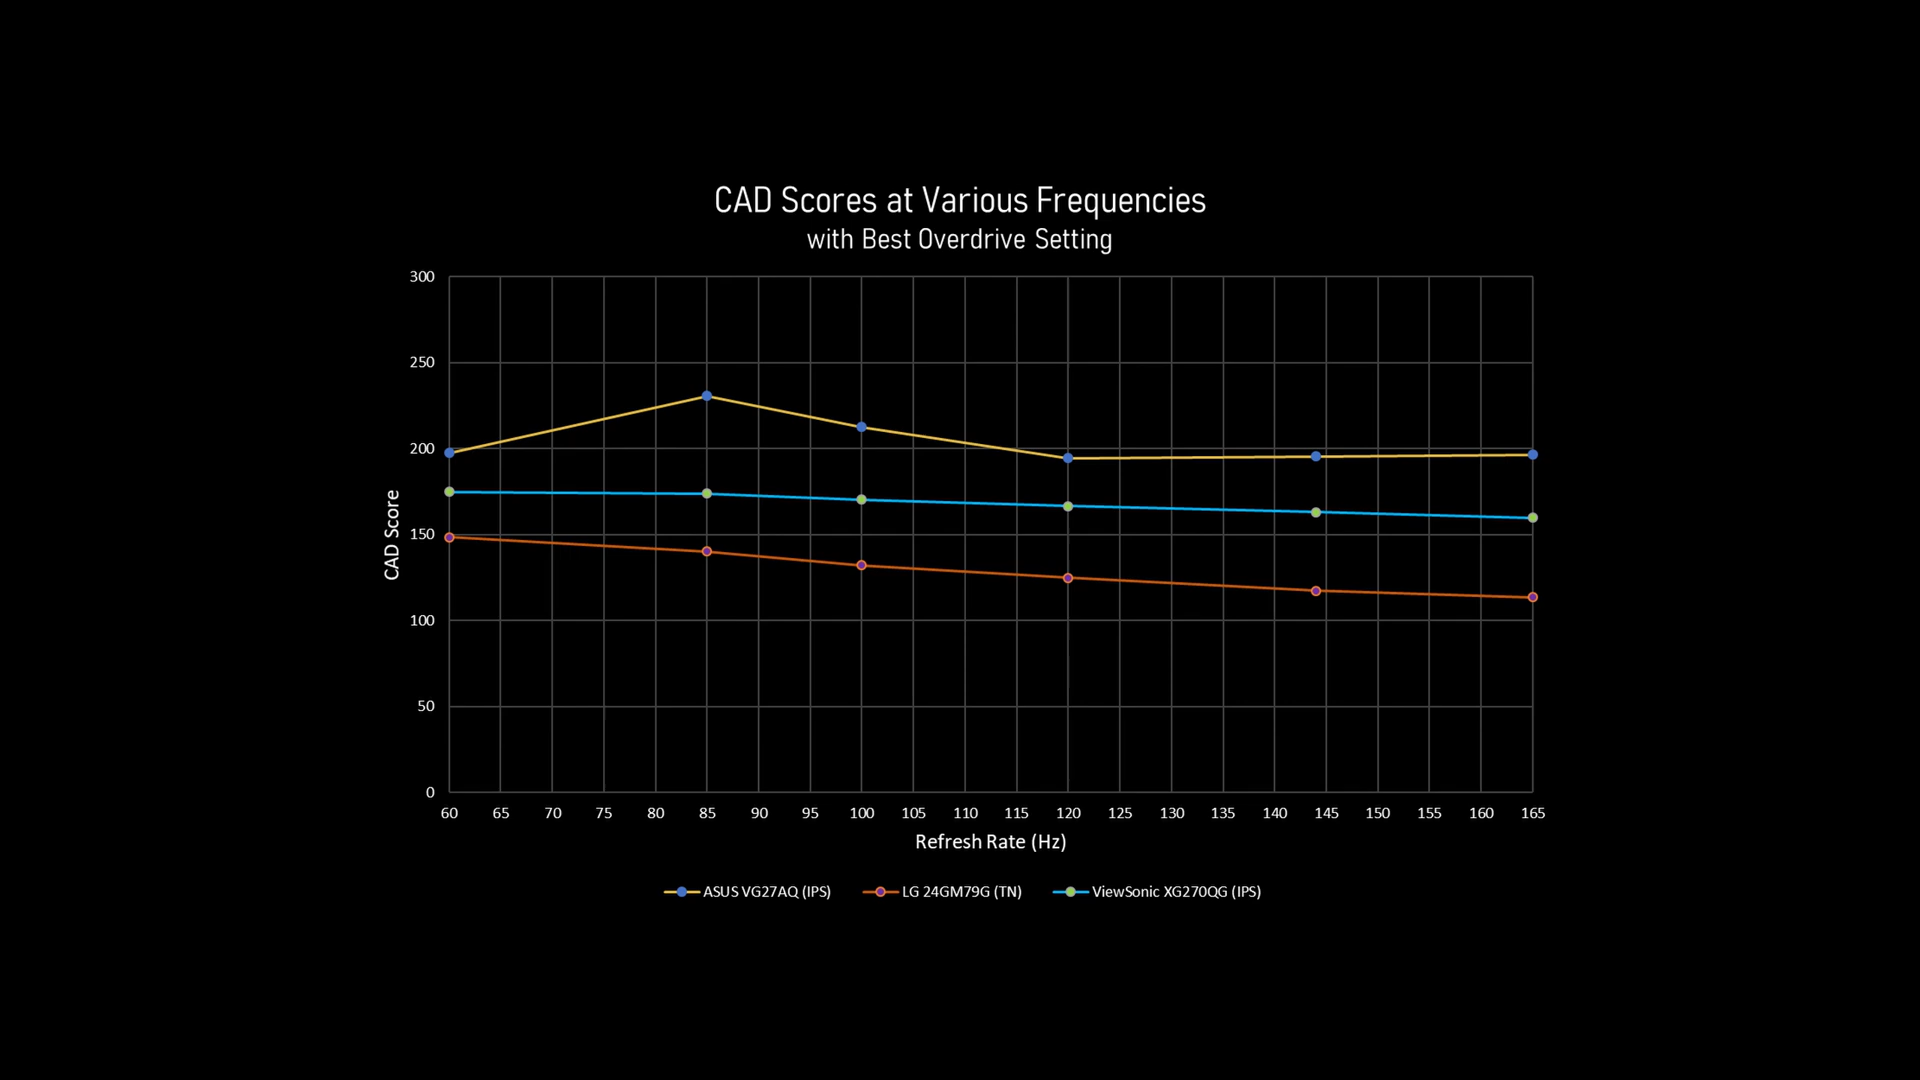 CAD Scores at Various Frequencies
with Best Overdrive Setting
300
250
200
150
100
50
0
CAD Score
60 65 70 75 80 85 90 95 100 105 110 115 120 125 130 135 140 145 150 155 160 165
Refresh Rate (Hz)
ASUS VG27AQ (IPS) LG 24GM79G (TN) ViewSonic XG270QG (IPS)